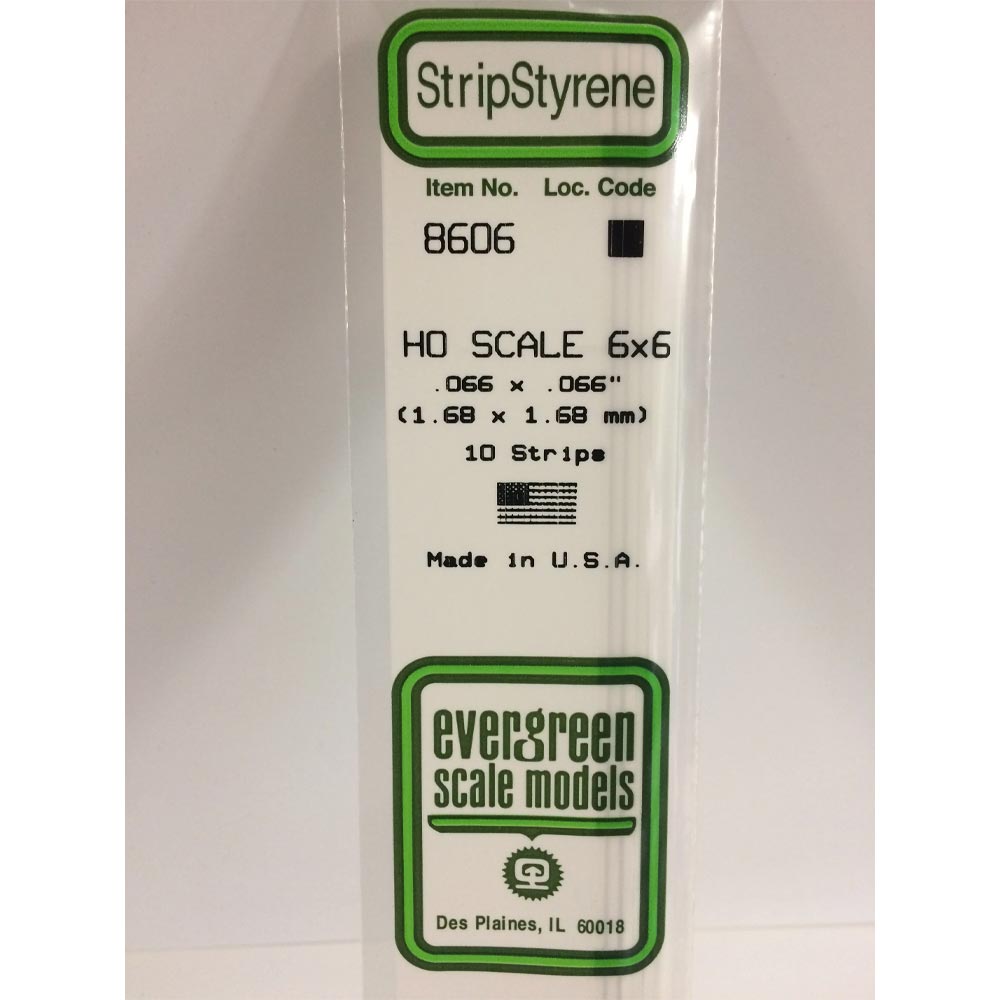 StripStyrene
Item No. Loc. Code
8606
HO SCALE 6x6
.066 x .066"
(1.68 x 1.68 mm)
10 Strips
Made in U.S.A.
evergreen
scale models
Des Plaines, IL 60018